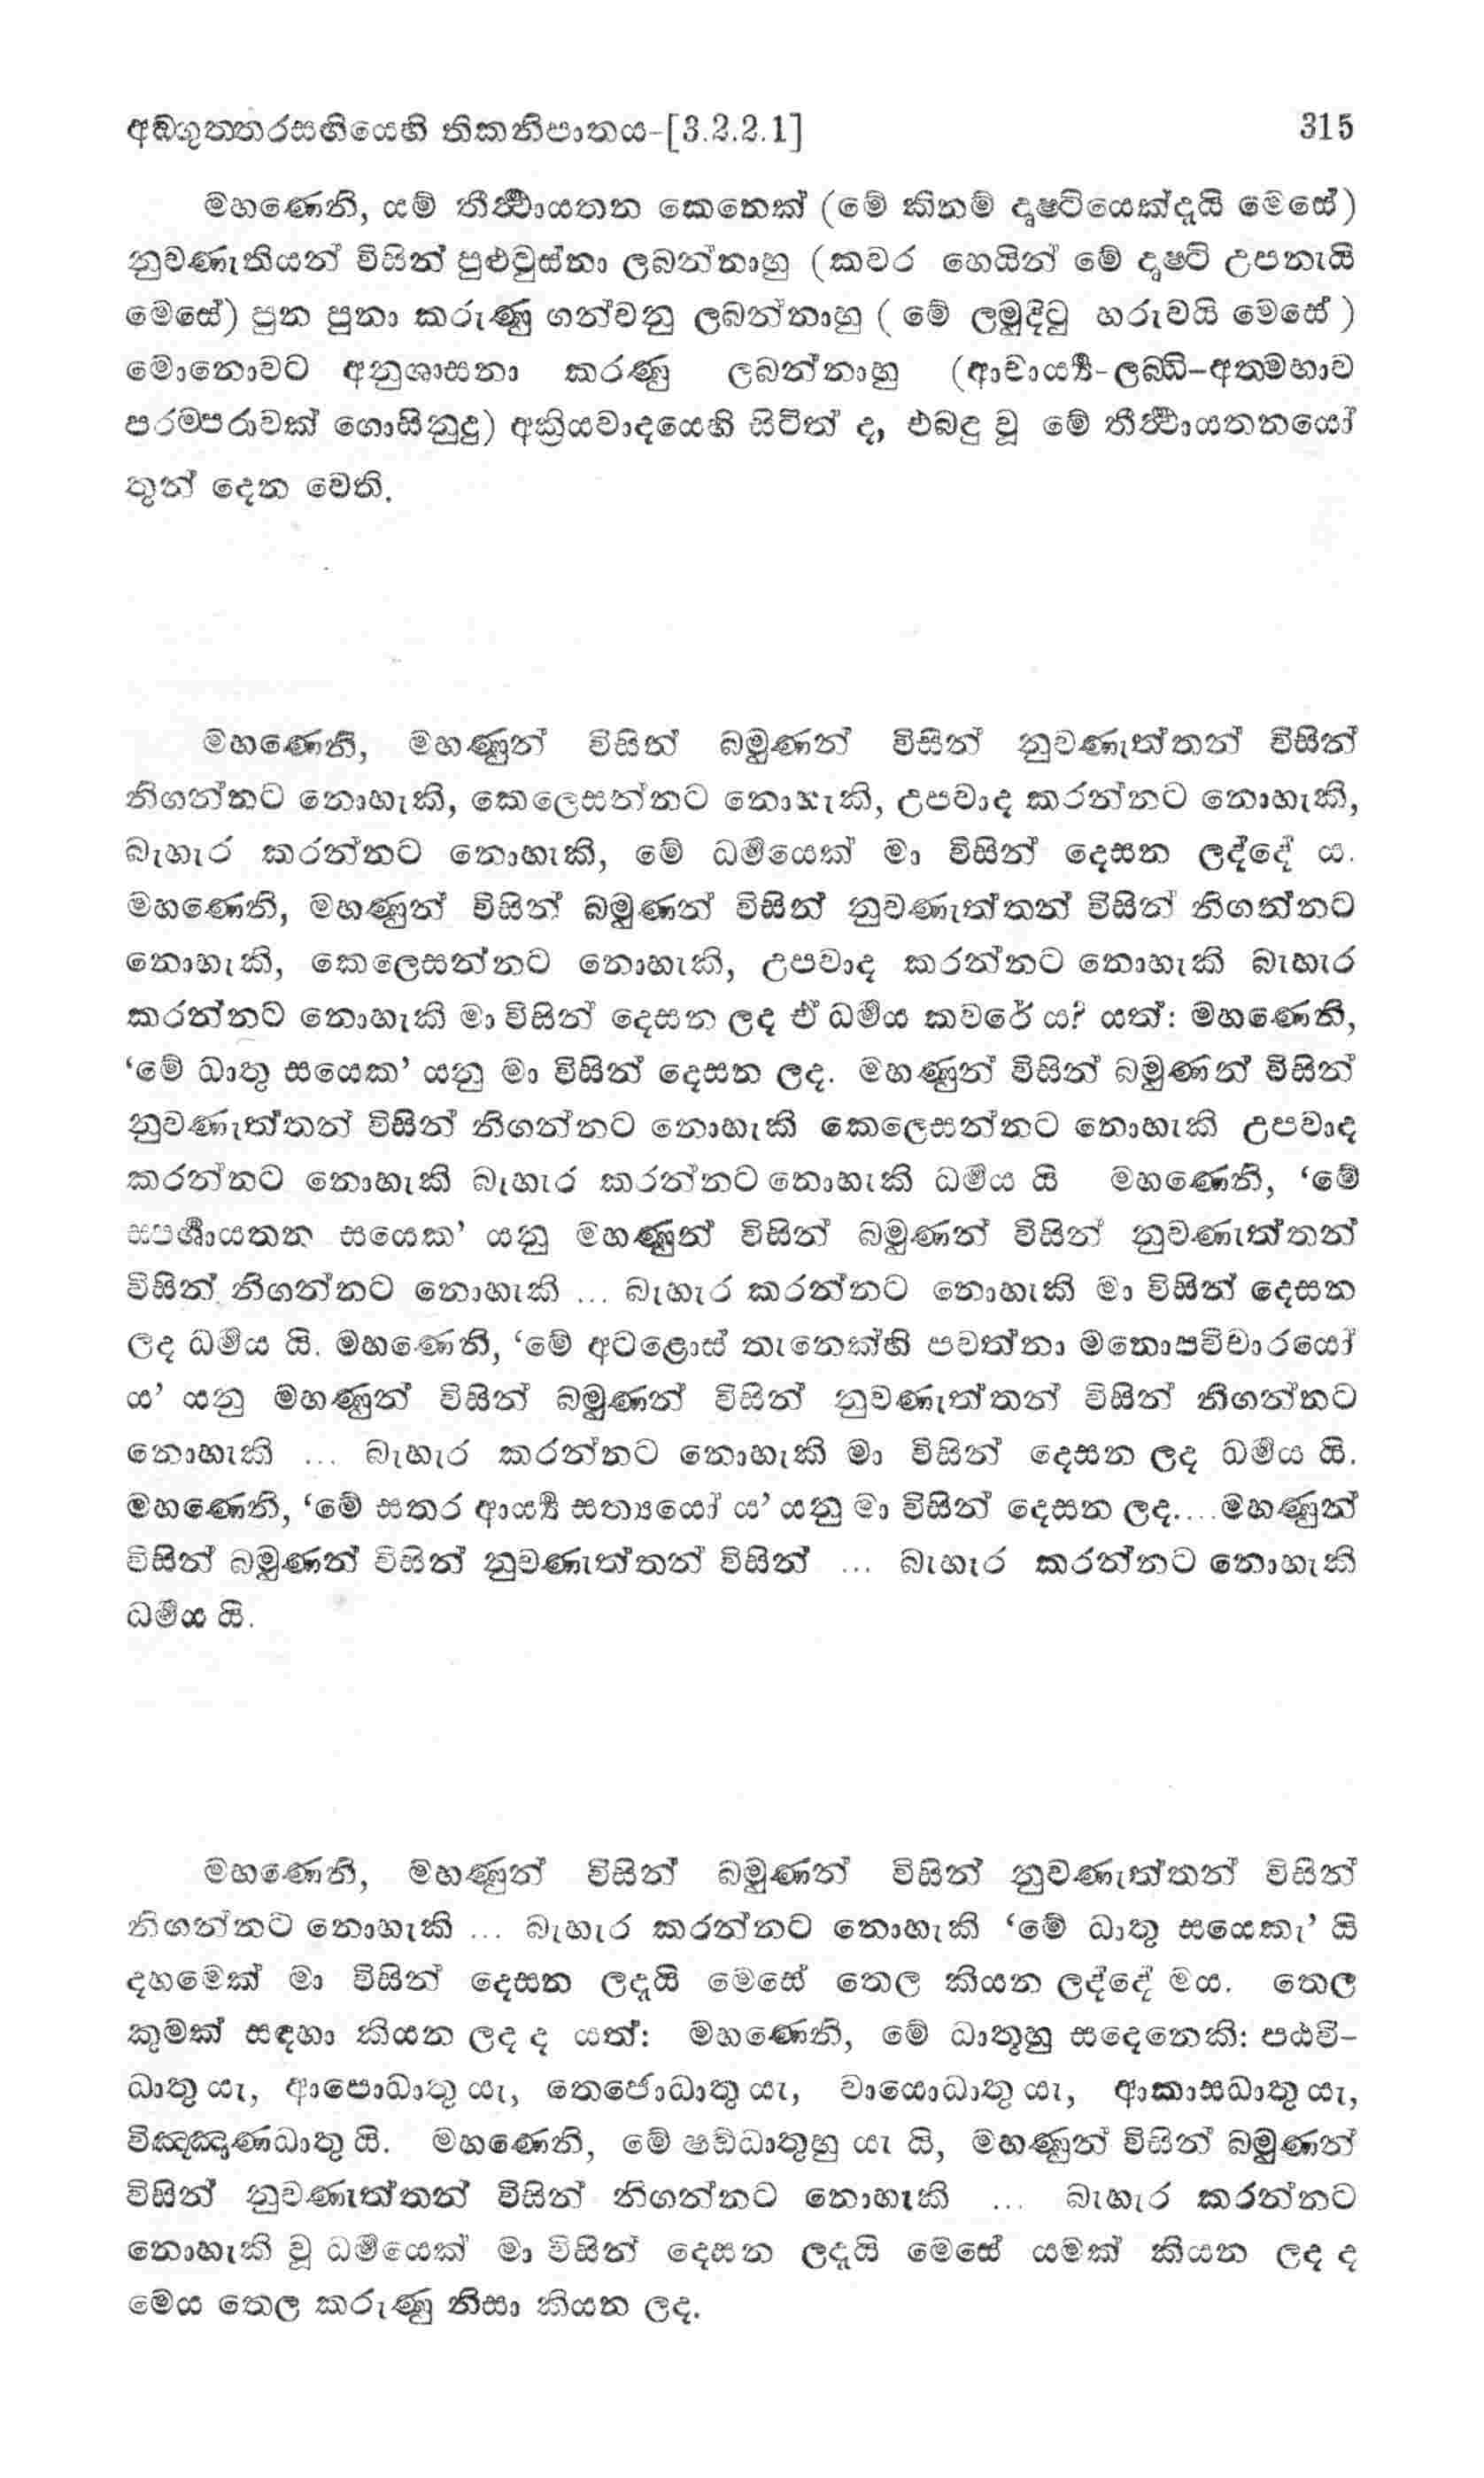 අඞ්ගුත්තරසඟියෙහි තිකනිපාතය-[3.2.2.1] 315
මහණෙනි, යම් තීර්‍ත්‍ථායතන කෙනෙක් (මේ කිනම් දෘෂ්ටියෙක්දැයි මෙසේ)
නුවණැතියන් විසින් පුළුවුස්නා ලබන්නාහු (කවර හෙයින් මේ දෘෂ්ටි උපනැයි
මෙසේ) පුන පුනා කරුණු ගන්වනු ලබන්නාහු ( මේ ලමුදිටු හරුවයි මෙසේ )
මොනොවට අනුශාසනා කරණු ලබන්නාහු (ආචාර්‍ය්‍ය-ලබ්ධි-අත්මභාව
පරම්පරාවක් ගොසිනුදු) අක්‍රියවාදයෙහි සිටිත් ද, එබඳු වූ මේ තීර්‍ත්‍ථායතනයෝ
තුන් දෙන වෙති.
මහණෙනි, මහණුන් විසින් බමුණන් විසින් නුවණැත්තන් විසින්
නිගන්නට නොහැකි, කෙලෙසන්නට නොහැකි, උපවාද කරන්නට නොහැකි,
බැහැර කරන්නට නොහැකි, මේ ධර්‍මයෙක් මා විසින් දෙසන ලද්දේ ය.
මහණෙනි, මහණුන් විසින් බමුණන් විසින් නුවණැත්තන් විසින් නිගන්නට
නොහැකි, කෙලෙසන්නට නොහැකි, උපවාද කරන්නට නොහැකි බැහැර
කරන්නට නොහැකි මා විසින් දෙසන ලද ඒ ධර්‍මය කවරේ ය? යත්: මහණෙනි,
‘මේ ධාතු සයෙක’ යනු මා විසින් දෙසන ලද. මහණුන් විසින් බමුණන් විසින්
නුවණැත්තන් විසින් නිගන්නට නොහැකි කෙලෙසන්නට නොහැකි උපවාද
කරන්නට නොහැකි බැහැර කරන්නට නොහැකි ධර්‍මය යි මහණෙනි, ‘මේ
ස්පර්‍ශායතන සයෙක’ යනු මහණුන් විසින් බමුණන් විසින් නුවණැත්තන්
විසින් නිගන්නට නොහැකි ... බැහැර කරන්නට නොහැකි මා විසින් දෙසන
ලද ධර්‍මය යි. මහණෙනි, ‘මේ අටළොස් තැනෙක්හි පවත්නා මනොපවිචාරයෝ
ය’ යනු මහණුන් විසින් බමුණන් විසින් නුවණැත්තන් විසින් නිගන්නට
නොහැකි ... බැහැර කරන්නට නොහැකි මා විසින් දෙසන ලද ධර්‍මය යි.
මහණෙනි, ‘මේ සතර ආර්‍ය්‍ය සත්‍යයෝ ය’ යනු මා විසින් දෙසන ලද....මහණුන්
විසින් බමුණන් විසින් නුවණැත්තන් විසින් ... බැහැර කරන්නට නොහැකි
ධර්‍මය යි.
මහණෙනි, මහණුන් විසින් බමුණන් විසින් නුවණැත්තන් විසින්
නිගන්නට නොහැකි ... බැහැර කරන්නට නොහැකි ‘මේ ධාතු සයෙකැ’ යි
දහමෙක් මා විසින් දෙසන ලදැයි මෙසේ තෙල කියන ලද්දේ මය. තෙල
කුමක් සඳහා කියන ලද ද යත්: මහණෙනි, මේ ධාතුහු සදෙනෙකි: පඨවි-
ධාතු යැ, ආපොධාතු යැ, තෙජොධාතු යැ, වායොධාතු යැ, ආකාසධාතු යැ,
විඤ්ඤාණධාතු යි. මහණෙනි, මේ ෂඩ්ධාතුහු යැ යි, මහණුන් විසින් බමුණන්
විසින් නුවණැත්තන් විසින් නිගන්නට නොහැකි ... බැහැර කරන්නට
නොහැකි වූ ධර්‍මයෙක් මා විසින් දෙසන ලදැයි මෙසේ යමක් කියන ලද ද
මෙය තෙල කරුණු නිසා කියන ලද.